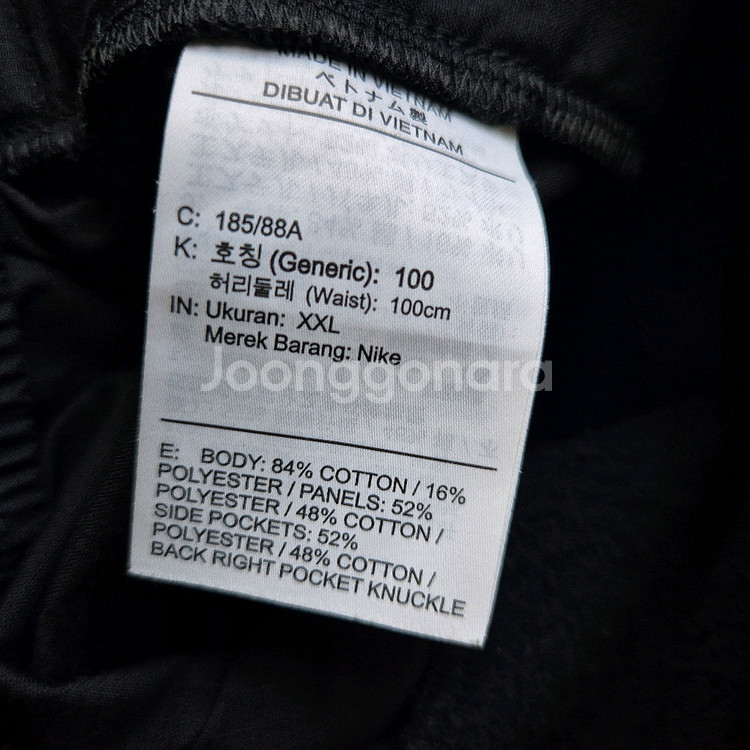 MADE IN VIETNAM
ベトナム製
DIBUAT DI VIETNAM
C: 185/88A
K: 호칭 (Generic): 100
허리둘레 (Waist): 100cm
IN: Ukuran: XXL
Merek Barang: Nike
Joonggonara
E: BODY: 84% COTTON / 16%
POLYESTER / PANELS: 52%
POLYESTER / 48% COTTON /
SIDE POCKETS: 52%
POLYESTER / 48% COTTON /
BACK RIGHT POCKET KNUCKLE